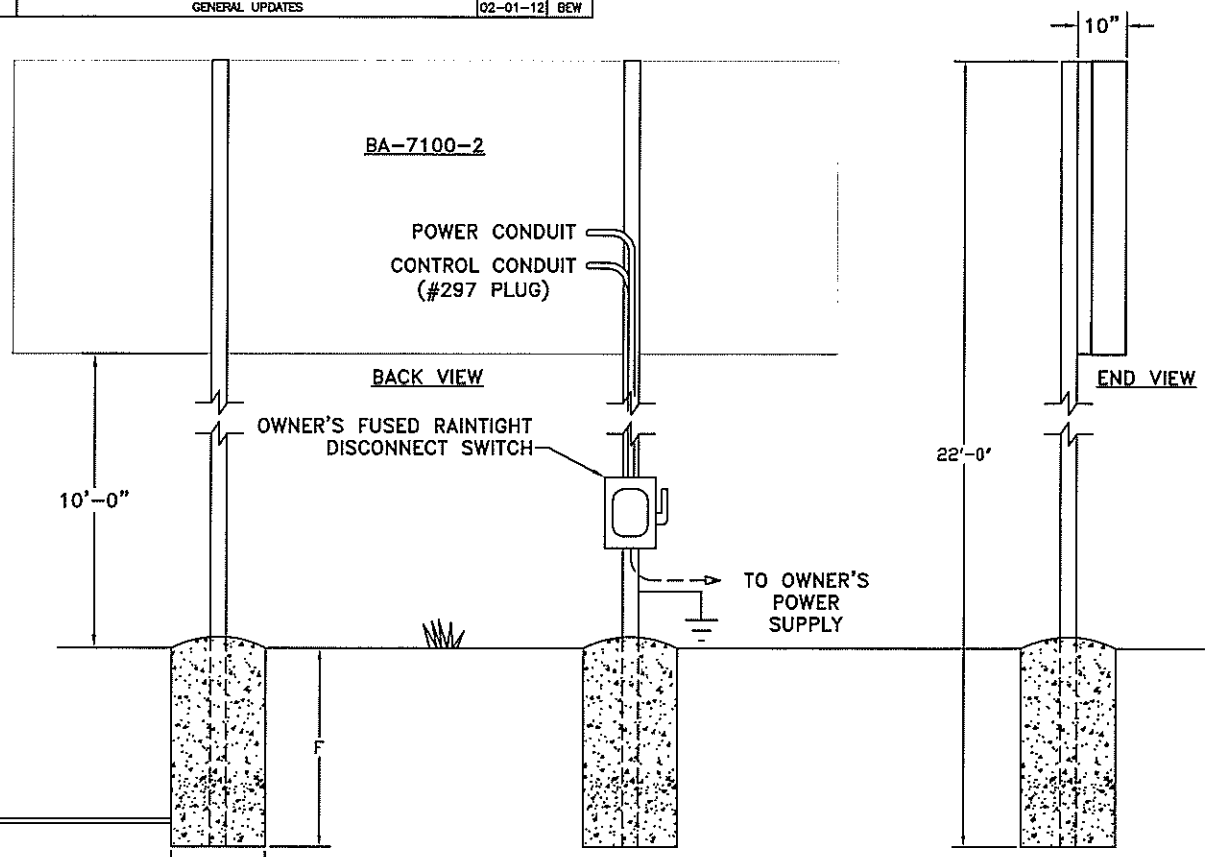 GENERAL UPDATES 02-01-12 BEW
10"
BA-7100-2
POWER CONDUIT
CONTROL CONDUIT
(#297 PLUG)
BACK VIEW
END VIEW
OWNER'S FUSED RAINTIGHT
DISCONNECT SWITCH
22'-0'
10'-0"
TO OWNER'S
POWER
SUPPLY
F